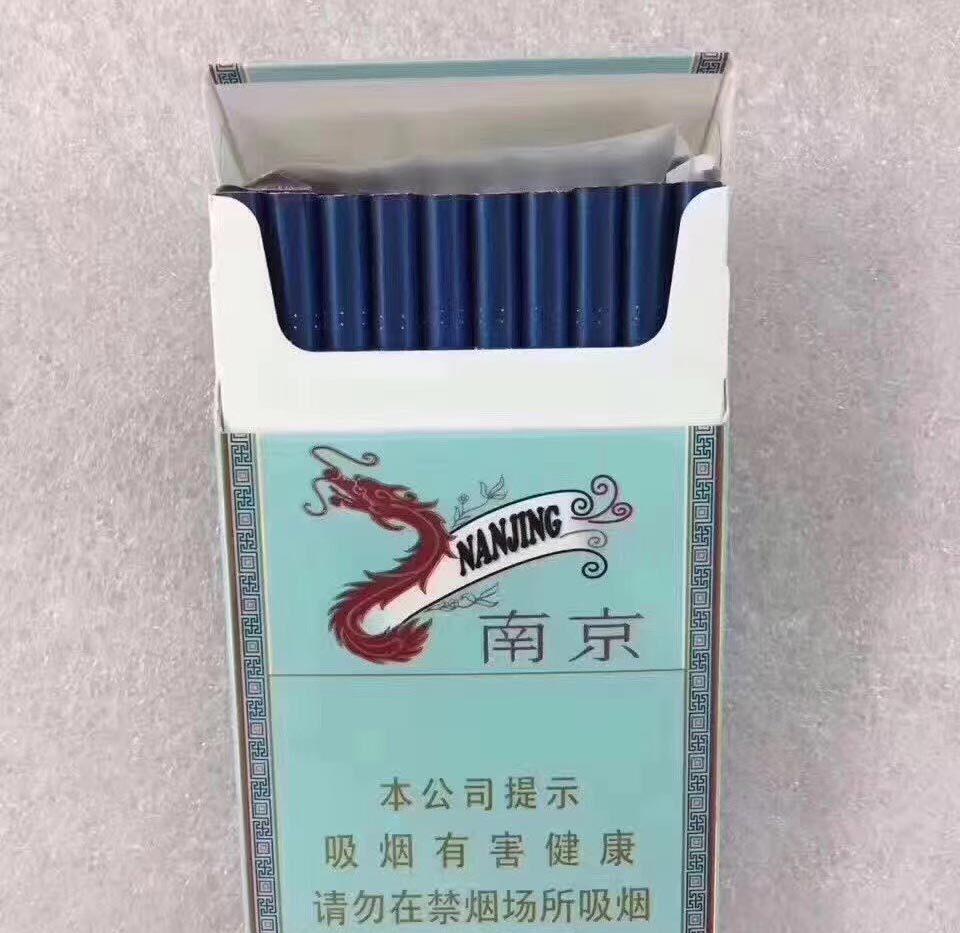 NANJING
南京
本公司提示
吸烟有害健康
请勿在禁烟场所吸烟